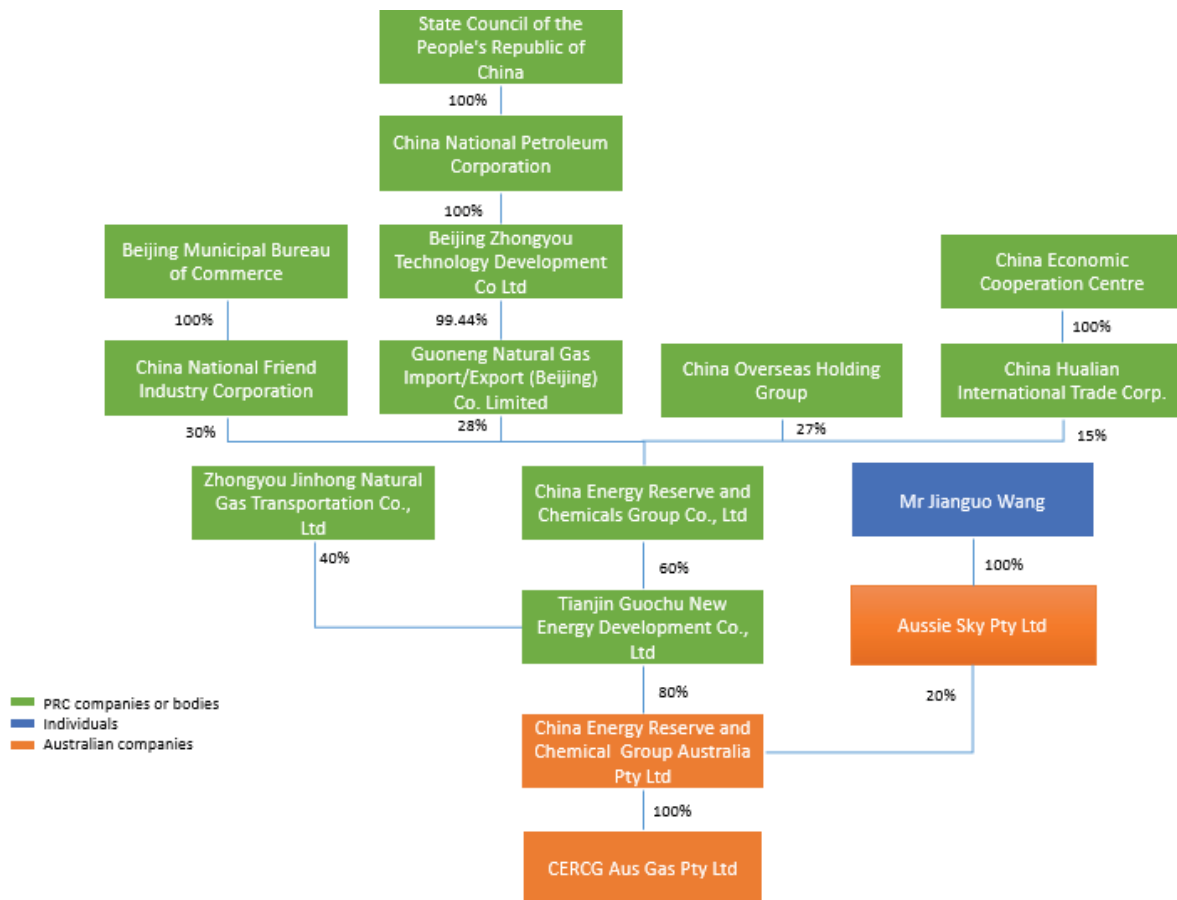 State Council of the
People's Republic of
China
100%
China National Petroleum
Corporation
100%
Beijing Municipal Bureau
of Commerce
Beijing Zhongyou
Technology Development
Co Ltd
China Economic
Cooperation Centre
100%
99.44%
100%
China National Friend
Industry Corporation
Guoneng Natural Gas
Import/Export (Beijing)
Co. Limited
China Overseas Holding
Group
China Hualian
International Trade Corp.
30%
28%
27%
15%
Zhongyou Jinhong Natural
Gas Transportation Co.,
Ltd
China Energy Reserve and
Chemicals Group Co., Ltd
Mr Jianguo Wang
40%
60%
100%
Tianjin Guochu New
Energy Development Co.,
Ltd
Aussie Sky Pty Ltd
80%
20%
PRC companies or bodies
Individuals
Australian companies
China Energy Reserve and
Chemical Group Australia
Pty Ltd
100%
CERCG Aus Gas Pty Ltd